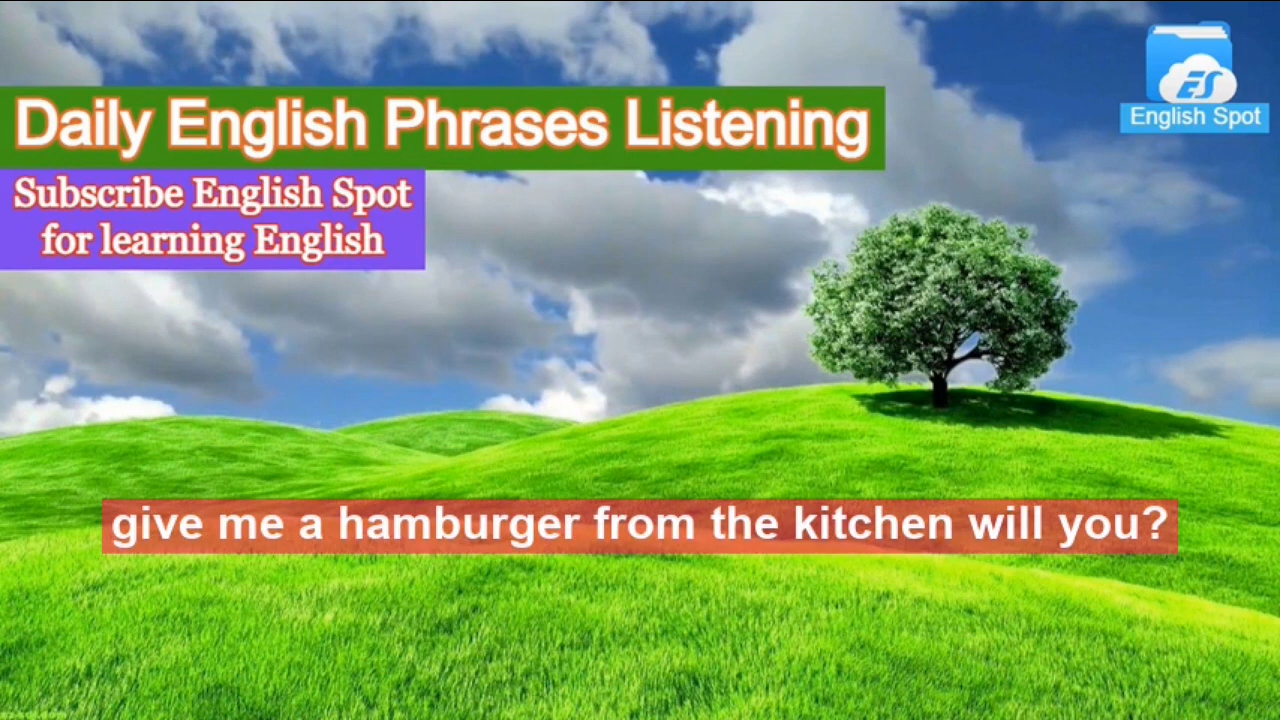 Daily English Phrases Listening
Subscribe English Spot
for learning English
ES
English Spot
give me a hamburger from the kitchen will you?